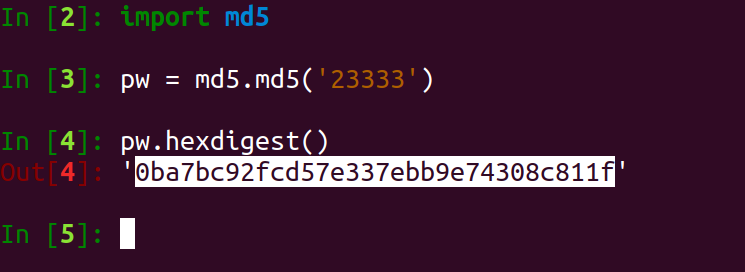 In [2]: import md5
In [3]: pw = md5.md5('23333')
In [4]: pw.hexdigest()
Out[4]: '0ba7bc92fcd57e337ebb9e74308c811f'
In [5]: